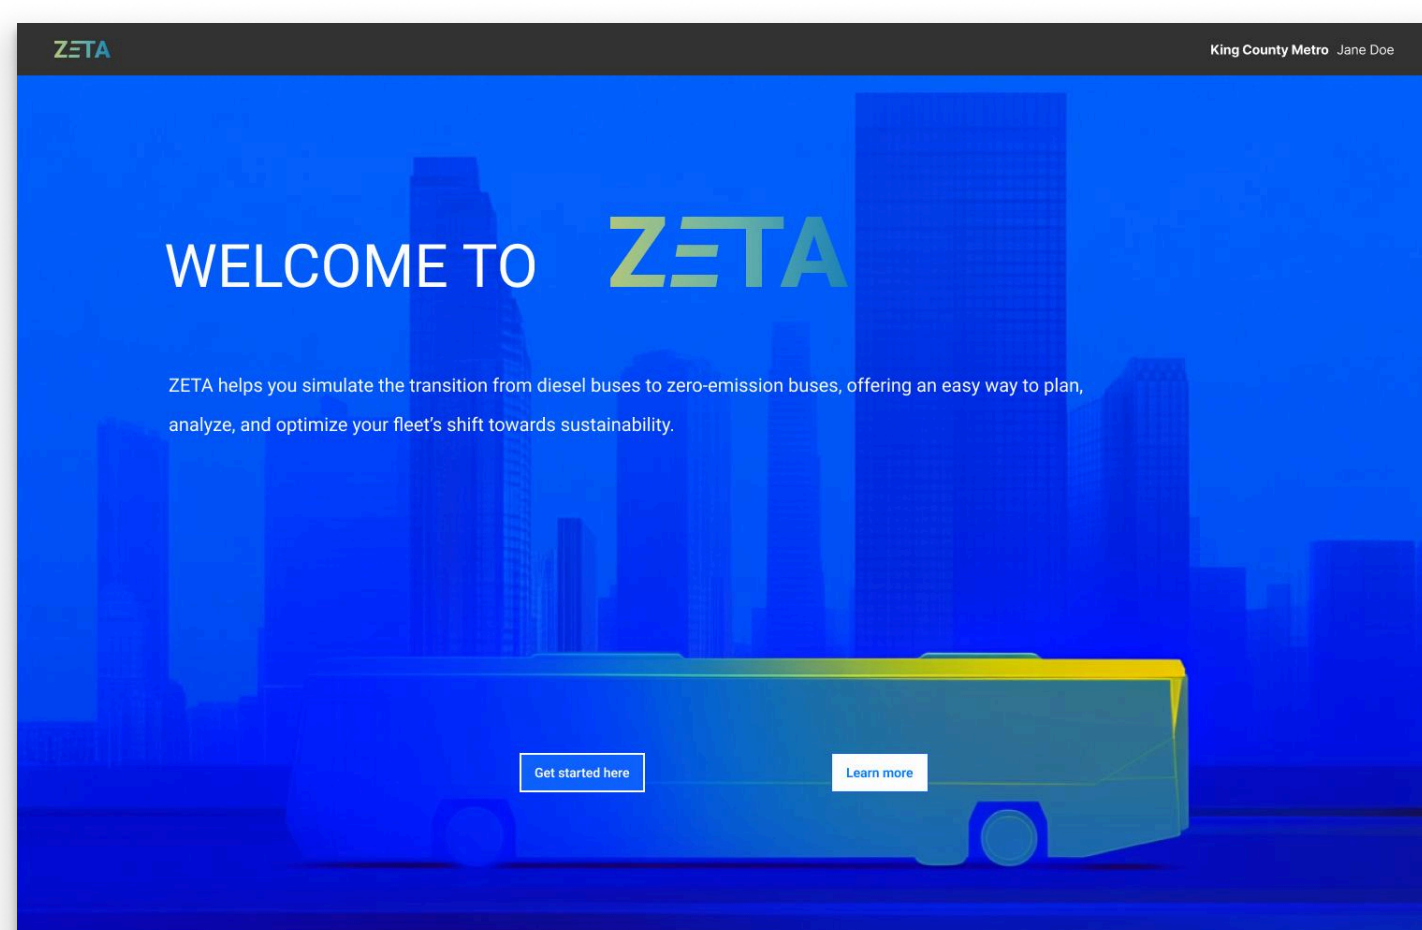 ZETA
King County Metro Jane Doe
WELCOME TO ZETA
ZETA helps you simulate the transition from diesel buses to zero-emission buses, offering an easy way to plan,
analyze, and optimize your fleet’s shift towards sustainability.
Get started here
Learn more